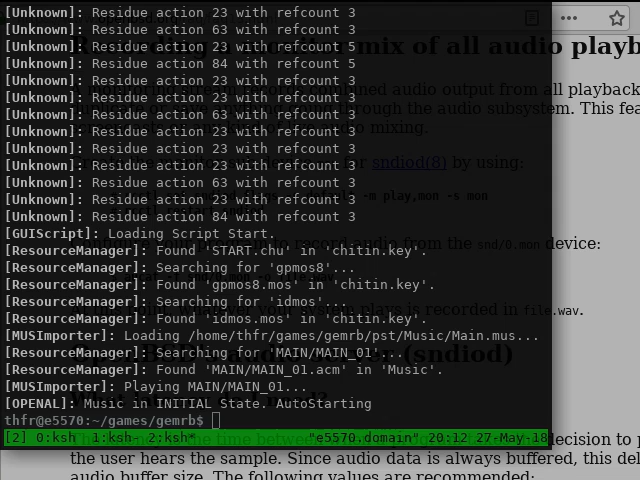 [Unknown]: Residue action 23 with refcount 3
[Unknown]: Residue action 63 with refcount 3
[Unknown]: Residue action 23 with refcount 3
[Unknown]: Residue action 84 with refcount 5
[Unknown]: Residue action 23 with refcount 3
[Unknown]: Residue action 23 with refcount 3
[Unknown]: Residue action 63 with refcount 3
[Unknown]: Residue action 23 with refcount 3
[Unknown]: Residue action 23 with refcount 3
[Unknown]: Residue action 23 with refcount 3
[Unknown]: Residue action 63 with refcount 3
[Unknown]: Residue action 23 with refcount 3
[Unknown]: Residue action 84 with refcount 3
[GUIScript]: Loading Script Start.
[ResourceManager]: Found 'START.chu' in 'chitin.key'.
[ResourceManager]: Searching for 'gpmos8'...
[ResourceManager]: Found 'gpmos8.mos' in 'chitin.key'.
[ResourceManager]: Searching for 'idmos'...
[ResourceManager]: Found 'idmos.mos' in 'chitin.key'.
[MUSImporter]: Loading /home/thfr/games/gemrb/pst/Music/Main.mus...
[ResourceManager]: Searching for 'MAIN/MAIN_01'...
[ResourceManager]: Found 'MAIN/MAIN_01.acm' in 'Music'.
[MUSImporter]: Playing MAIN/MAIN_01...
[OPENAL]: Music in INITIAL State. AutoStarting
thfr@e5570:~/games/gemrb$
[2] 0:ksh 1:ksh- 2:ksh* "e5570.domain" 20:12 27-May-18
mix of all audio playb
audio output from all playback
through the audio subsystem. This fea
mixing.
for sndiod(8) by using:
-m play,mon -s mon
your program to record audio from the snd/0.mon device:
system plays is recorded in file.wav.
server (sndiod)
decision to p
the user hears the sample. Since audio data is always buffered, this del
audio buffer size. The following values are recommended: